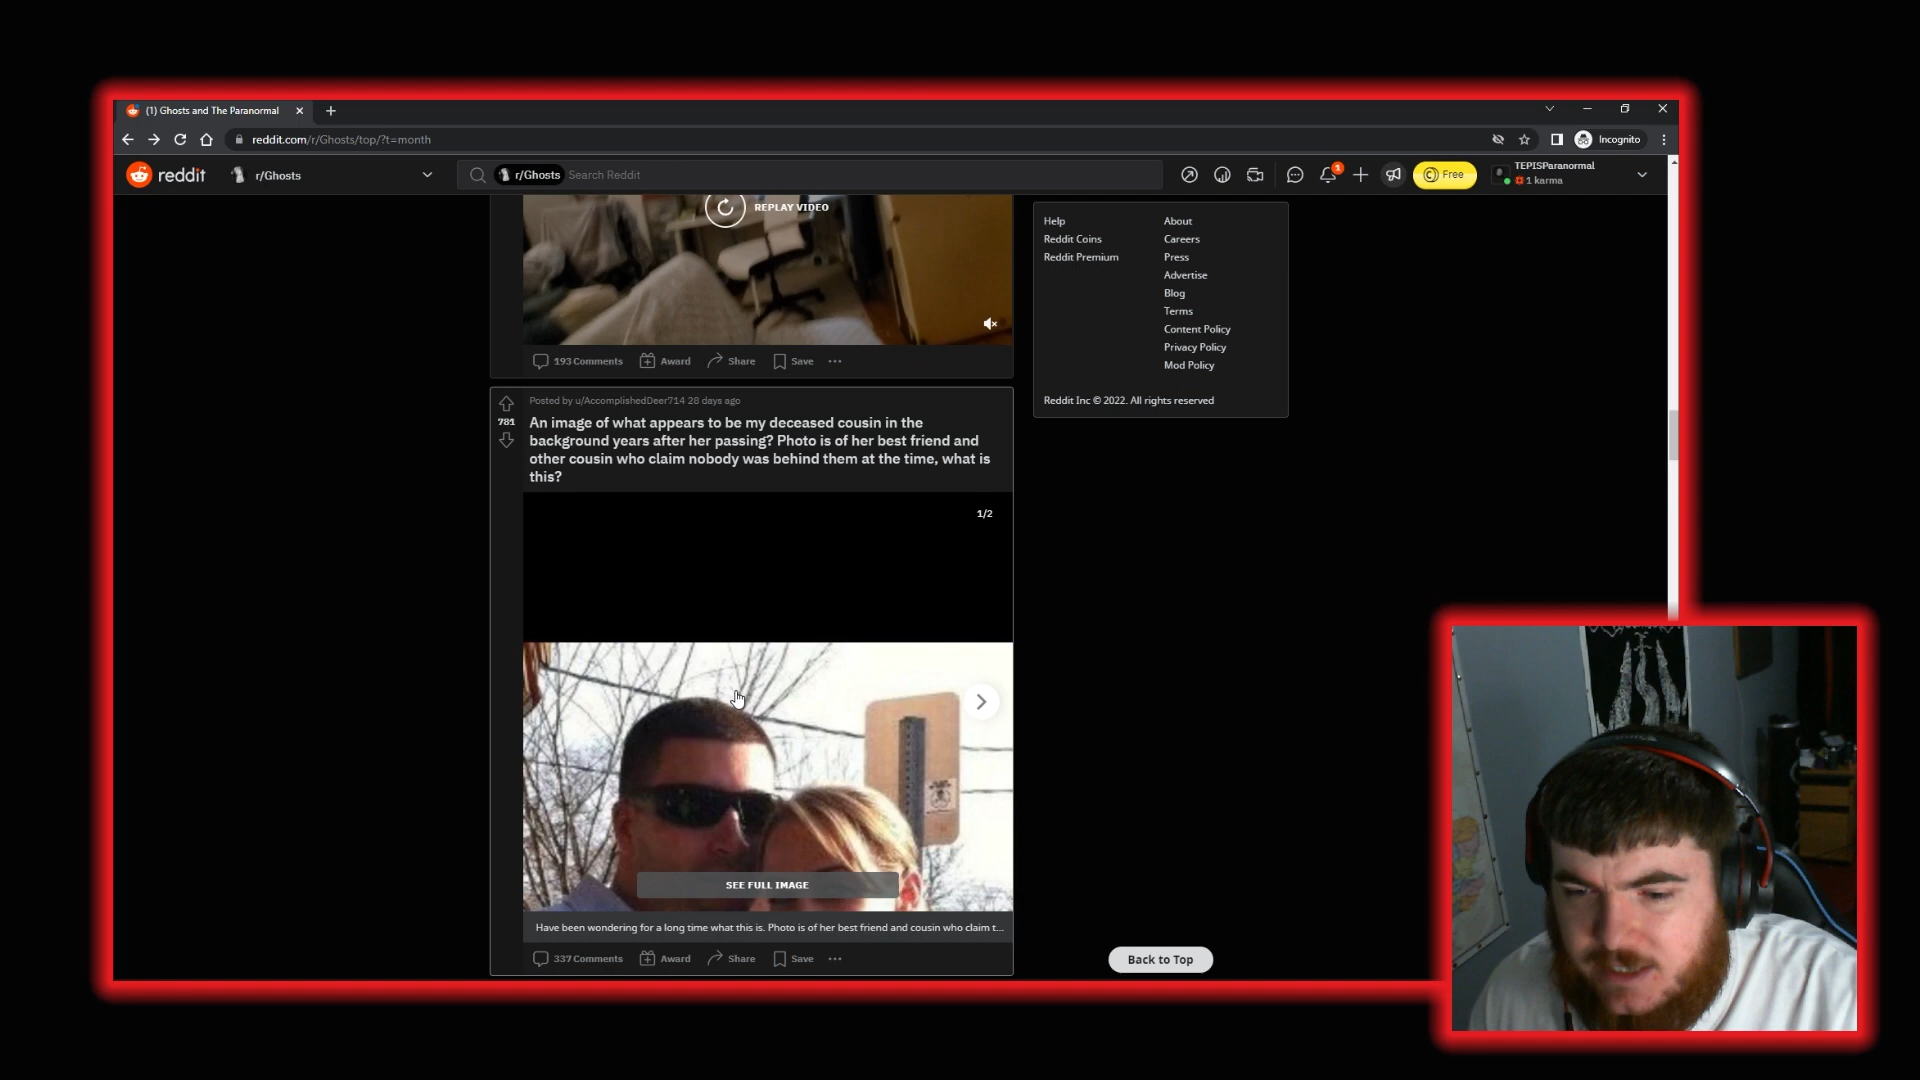 (1) Ghosts and The Paranormal
reddit.com/r/Ghosts/top/?t=month
Incognito
reddit
r/Ghosts
r/Ghosts Search Reddit
1
Free
TEPISParanormal
1 karma
REPLAY VIDEO
193 Comments Award Share Save
Help About
Reddit Coins Careers
Reddit Premium Press
Advertise
Blog
Terms
Content Policy
Privacy Policy
Mod Policy
Reddit Inc © 2022. All rights reserved
781
Posted by u/AccomplishedDeer714 28 days ago
An image of what appears to be my deceased cousin in the
background years after her passing? Photo is of her best friend and
other cousin who claim nobody was behind them at the time, what is
this?
1/2
SEE FULL IMAGE
Have been wondering for a long time what this is. Photo is of her best friend and cousin who claim t...
337 Comments Award Share Save
Back to Top